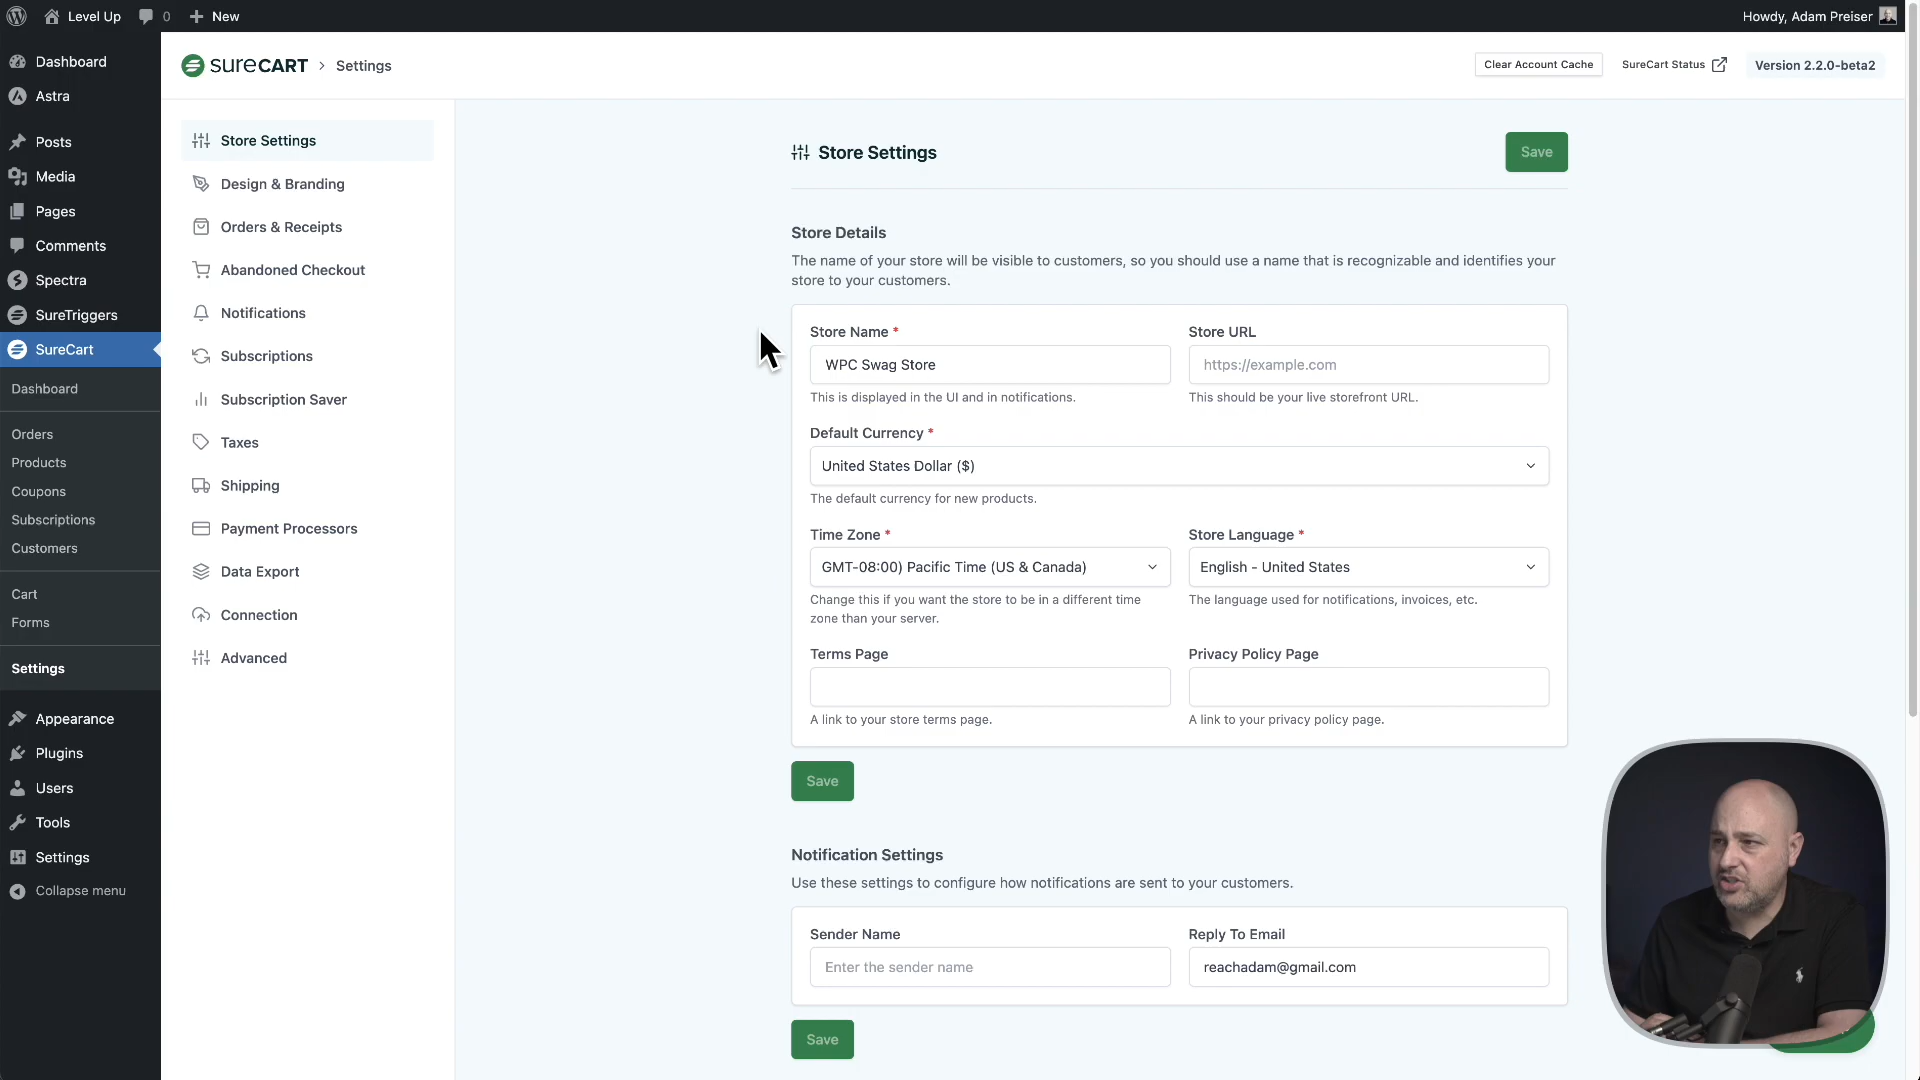 Level Up
0
New
Howdy, Adam Preiser
Dashboard
Astra
Posts
Media
Pages
Comments
Spectra
SureTriggers
SureCart
Dashboard
Orders
Products
Coupons
Subscriptions
Customers
Cart
Forms
Settings
Appearance
Plugins
Users
Tools
Settings
Collapse menu
SURECART
Settings
Clear Account Cache
SureCart Status
Version 2.2.0-beta2
Store Settings
Design & Branding
Orders & Receipts
Abandoned Checkout
Notifications
Subscriptions
Subscription Saver
Taxes
Shipping
Payment Processors
Data Export
Connection
Advanced
Store Settings
Save
Store Details
The name of your store will be visible to customers, so you should use a name that is recognizable and identifies your
store to your customers.
Store Name *
Store URL
WPC Swag Store
https://example.com
This is displayed in the UI and in notifications.
This should be your live storefront URL.
Default Currency *
United States Dollar ($)
The default currency for new products.
Time Zone *
Store Language *
GMT-08:00) Pacific Time (US & Canada)
English - United States
Change this if you want the store to be in a different time
zone than your server.
The language used for notifications, invoices, etc.
Terms Page
Privacy Policy Page
A link to your store terms page.
A link to your privacy policy page.
Save
Notification Settings
Use these settings to configure how notifications are sent to your customers.
Sender Name
Reply To Email
Enter the sender name
reachadam@gmail.com
Save